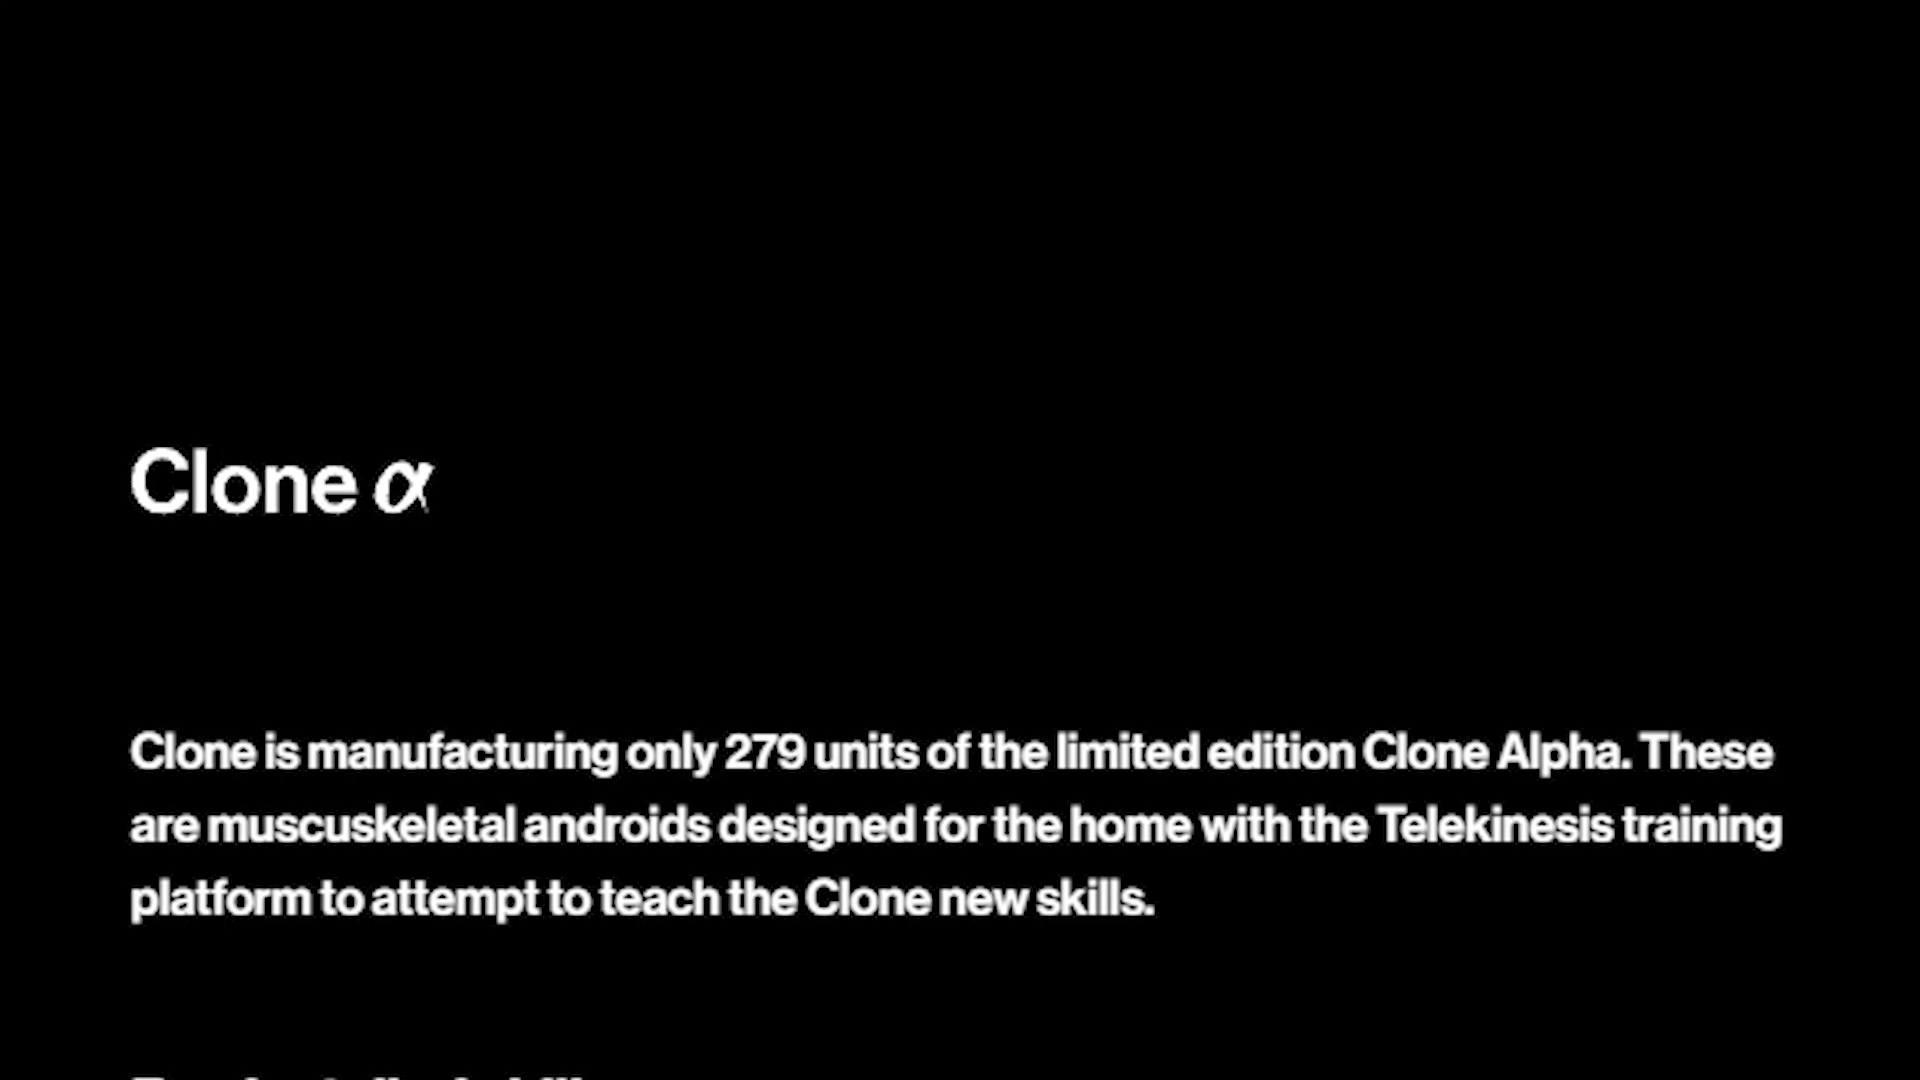 Clone α
Clone is manufacturing only 279 units of the limited edition Clone Alpha. These
are muscuskeletal androids designed for the home with the Telekinesis training
platform to attempt to teach the Clone new skills.